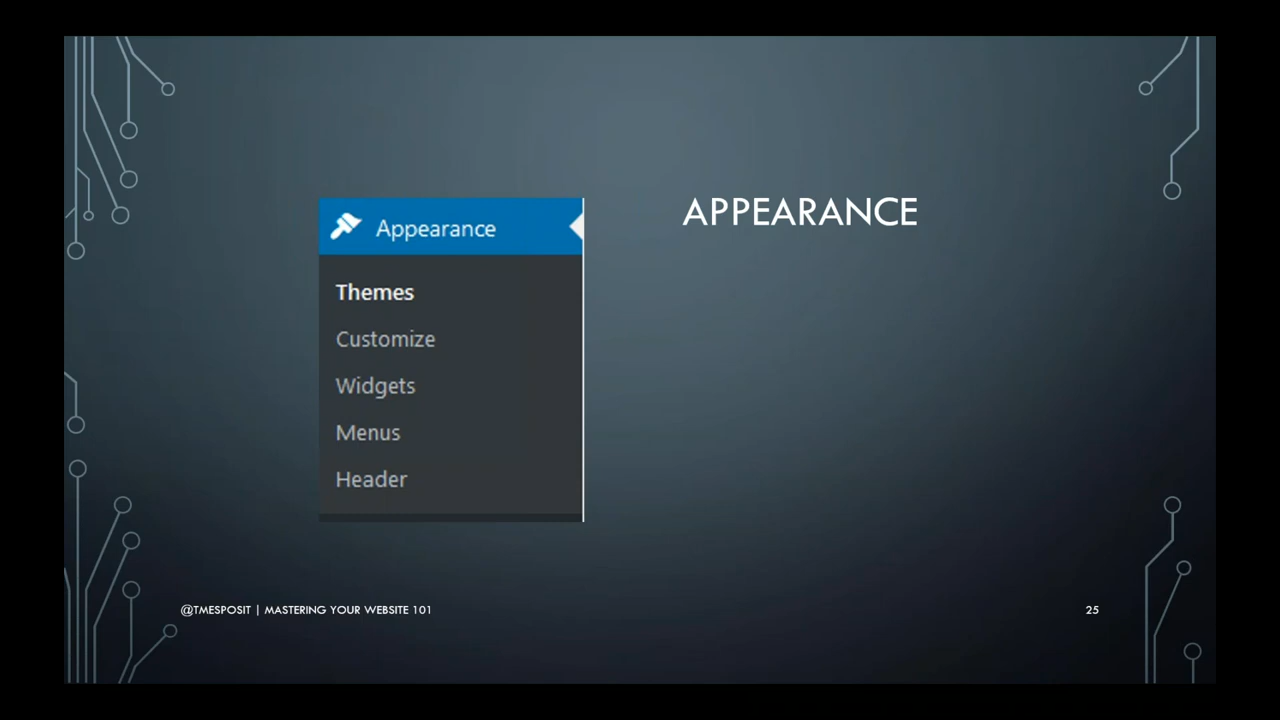 Appearance
Themes
Customize
Widgets
Menus
Header
APPEARANCE
@TMESPOSIT | MASTERING YOUR WEBSITE 101
25